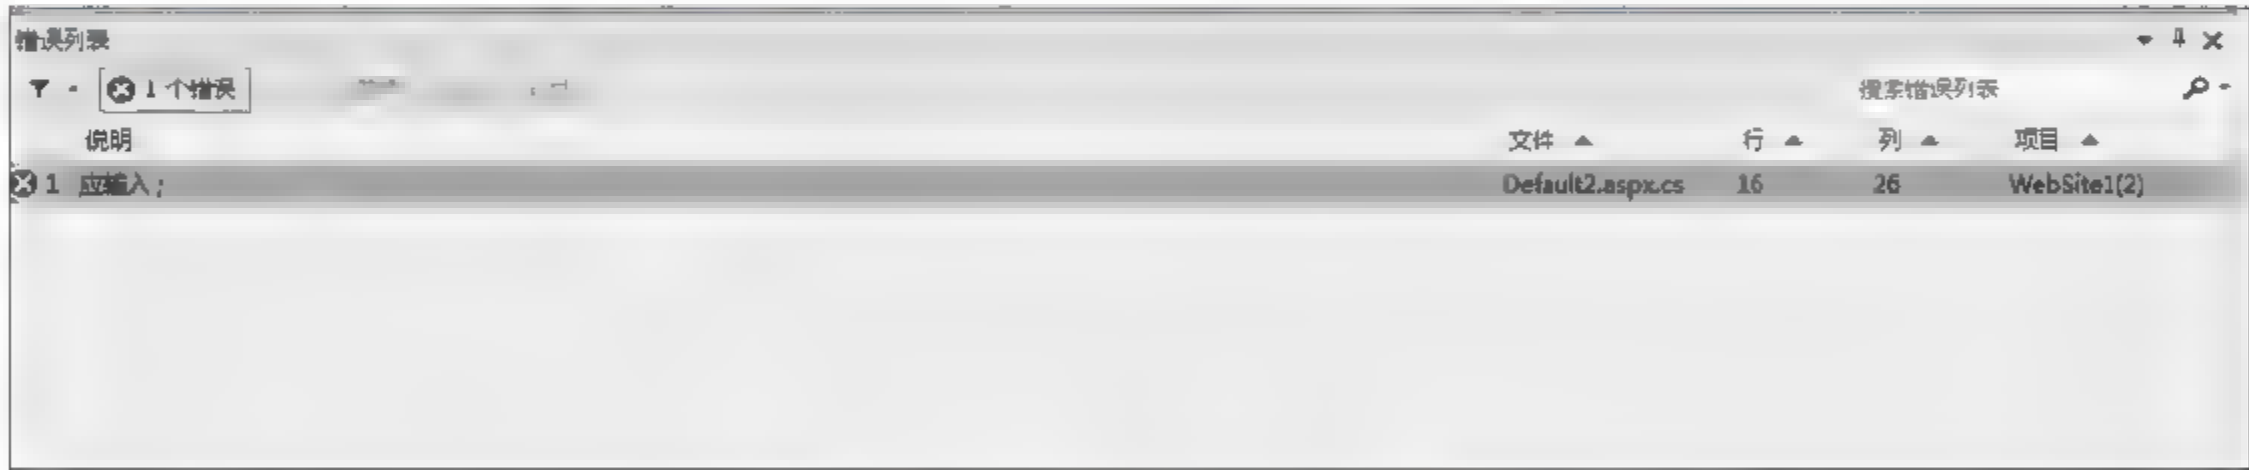 错误列表
1 个错误 搜索错误列表
说明 文件 行 列 项目
1 应输入 ; Default2.aspx.cs 16 26 WebSite1(2)